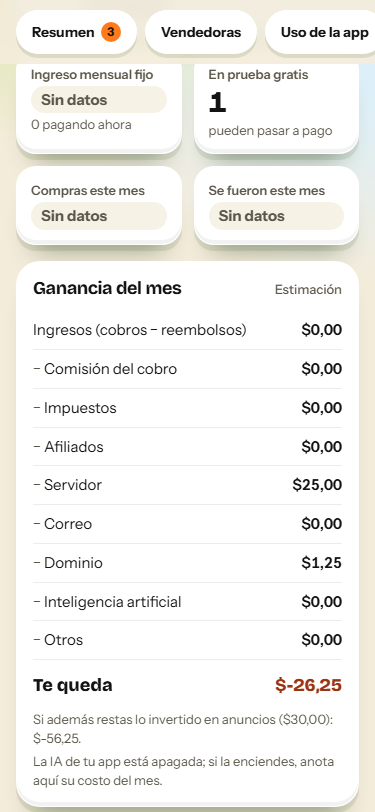 Resumen 3 Vendedoras Uso de la app
Ingreso mensual fijo
Sin datos
0 pagando ahora
En prueba gratis
1
pueden pasar a pago
Compras este mes
Sin datos
Se fueron este mes
Sin datos
Ganancia del mes Estimación
Ingresos (cobros − reembolsos) $0,00
− Comisión del cobro $0,00
− Impuestos $0,00
− Afiliados $0,00
− Servidor $25,00
− Correo $0,00
− Dominio $1,25
− Inteligencia artificial $0,00
− Otros $0,00
Te queda $-26,25
Si además restas lo invertido en anuncios ($30,00):
$-56,25.
La IA de tu app está apagada; si la enciendes, anota
aquí su costo del mes.